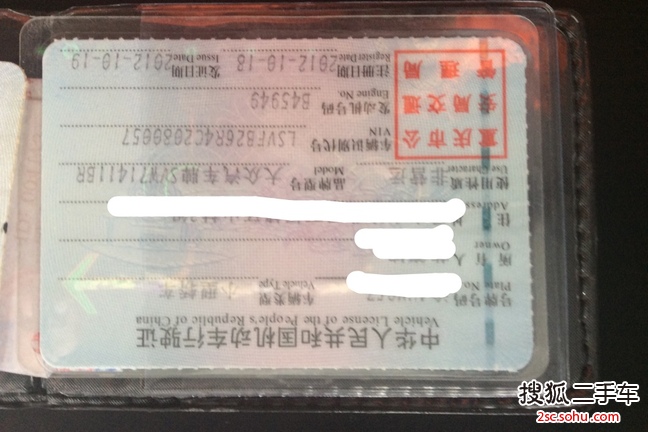 中华人民共和国机动车行驶证
Vehicle License of the People's Republic of China
号牌号码
Plate No.
车辆类型 小型轿车
Vehicle Type
所有人
Owner
住
Address
使用性质 非营运
Use Character
品牌型号 大众汽车牌SVW71411BR
Model
重庆市公
安局交通
管理局
车辆识别代号
VIN
LSVFB26R4C2080057
发动机号码 B45949
Engine No.
注册日期 2012-10-18
Register Date
发证日期 2012-10-19
Issue Date
搜狐二手车
2sc.sohu.com